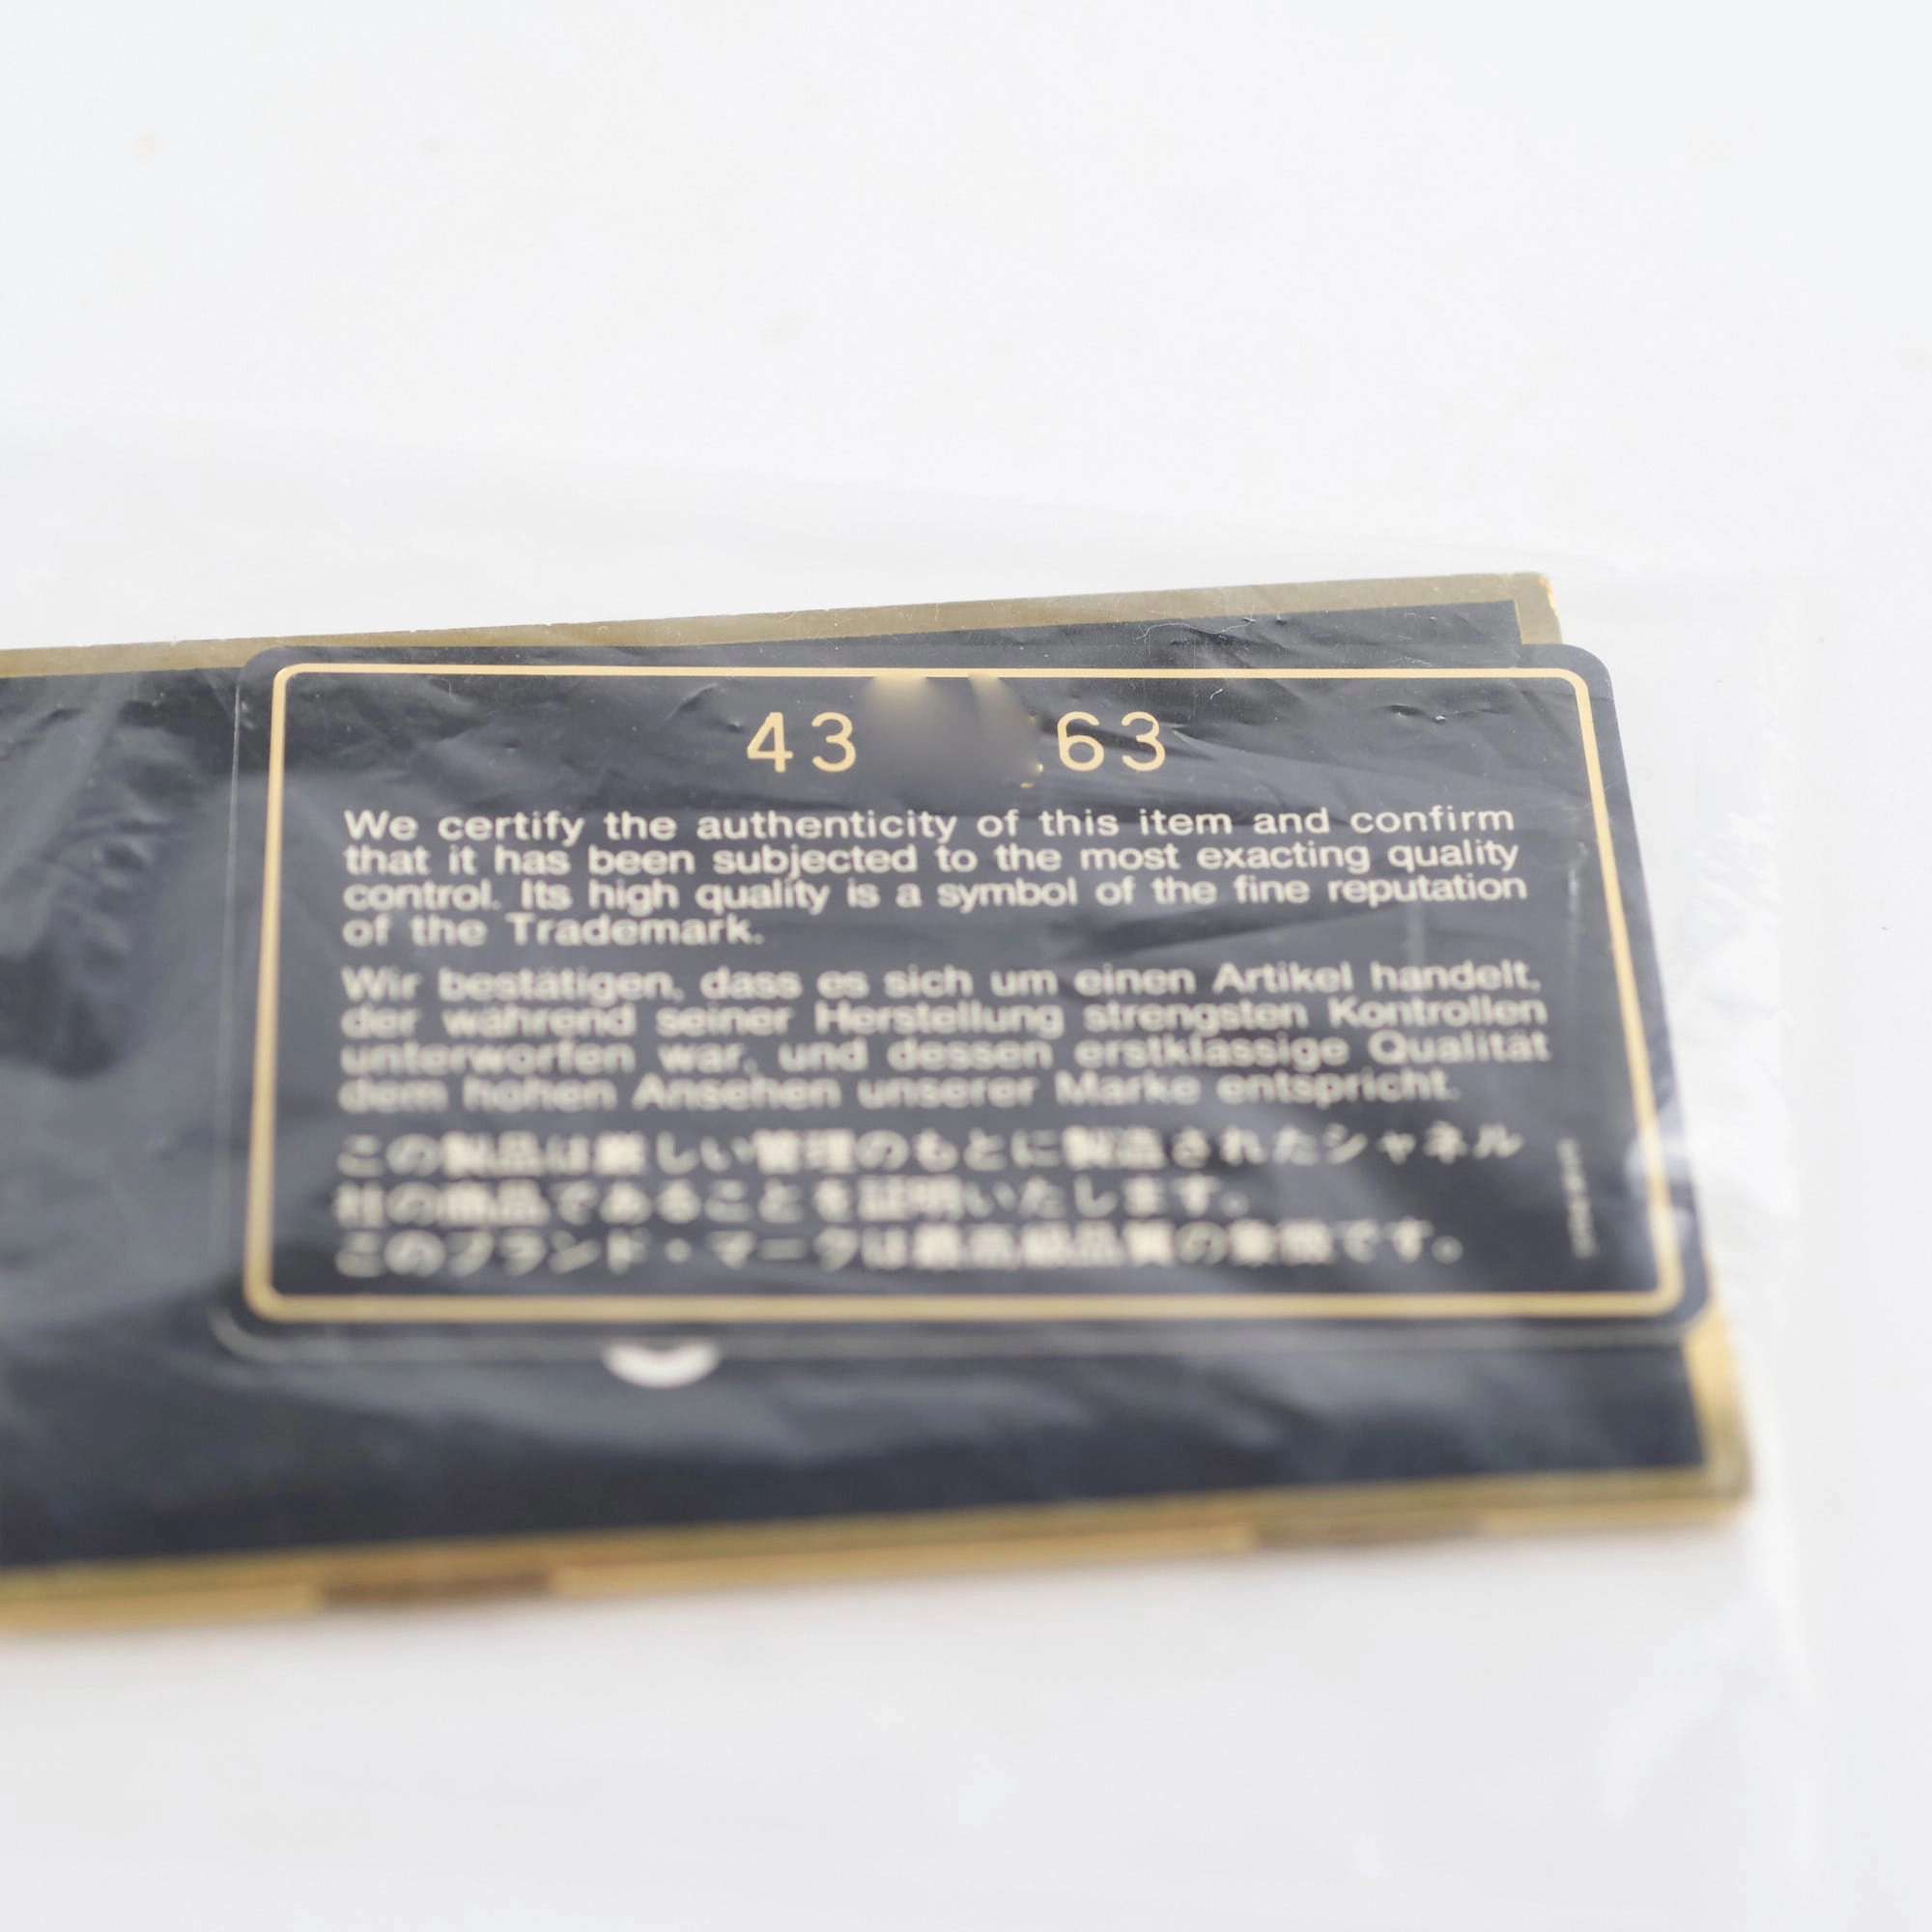 43 63
We certify the authenticity of this item and confirm
that it has been subjected to the most exacting quality
control. Its high quality is a symbol of the fine reputation
of the Trademark.
Wir bestätigen, dass es sich um einen Artikel handelt,
der während seiner Herstellung strengsten Kontrollen
unterworfen war, und dessen erstklassige Qualität
dem hohen Ansehen unserer Marke entspricht.
この製品は厳しい管理のもとに製造されたシャネル
社の商品であることを証明いたします。
このブランド・マークは最高級品質の象徴です。